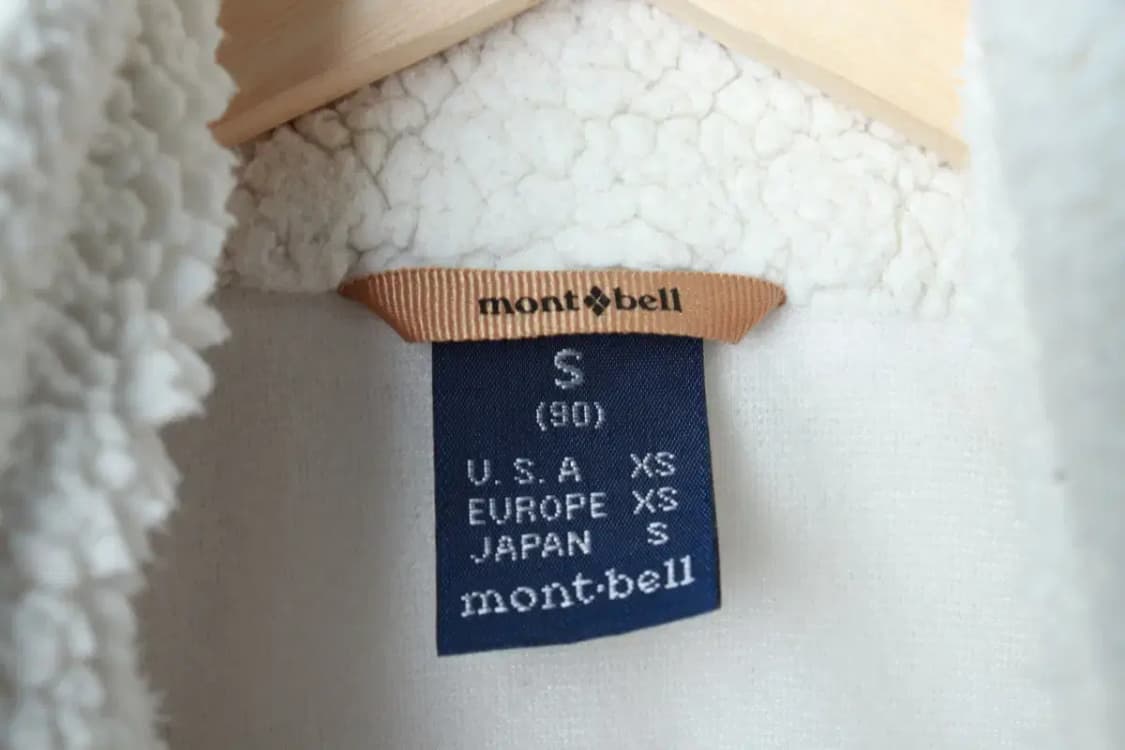 mont❖bell
S
(90)
U.S.A XS
EUROPE XS
JAPAN S
mont·bell